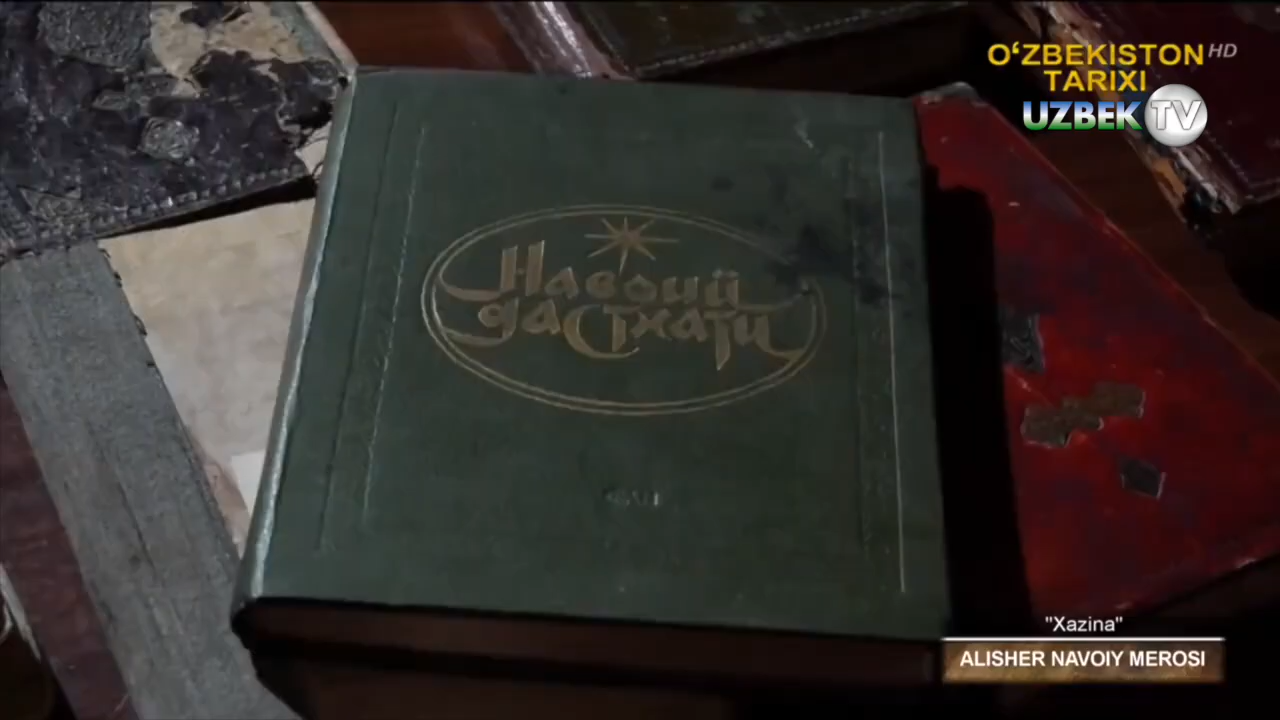 O‘ZBEKISTON HD
TARIXI
UZBEK TV
Навоий
дастхати
"Xazina"
ALISHER NAVOIY MEROSI